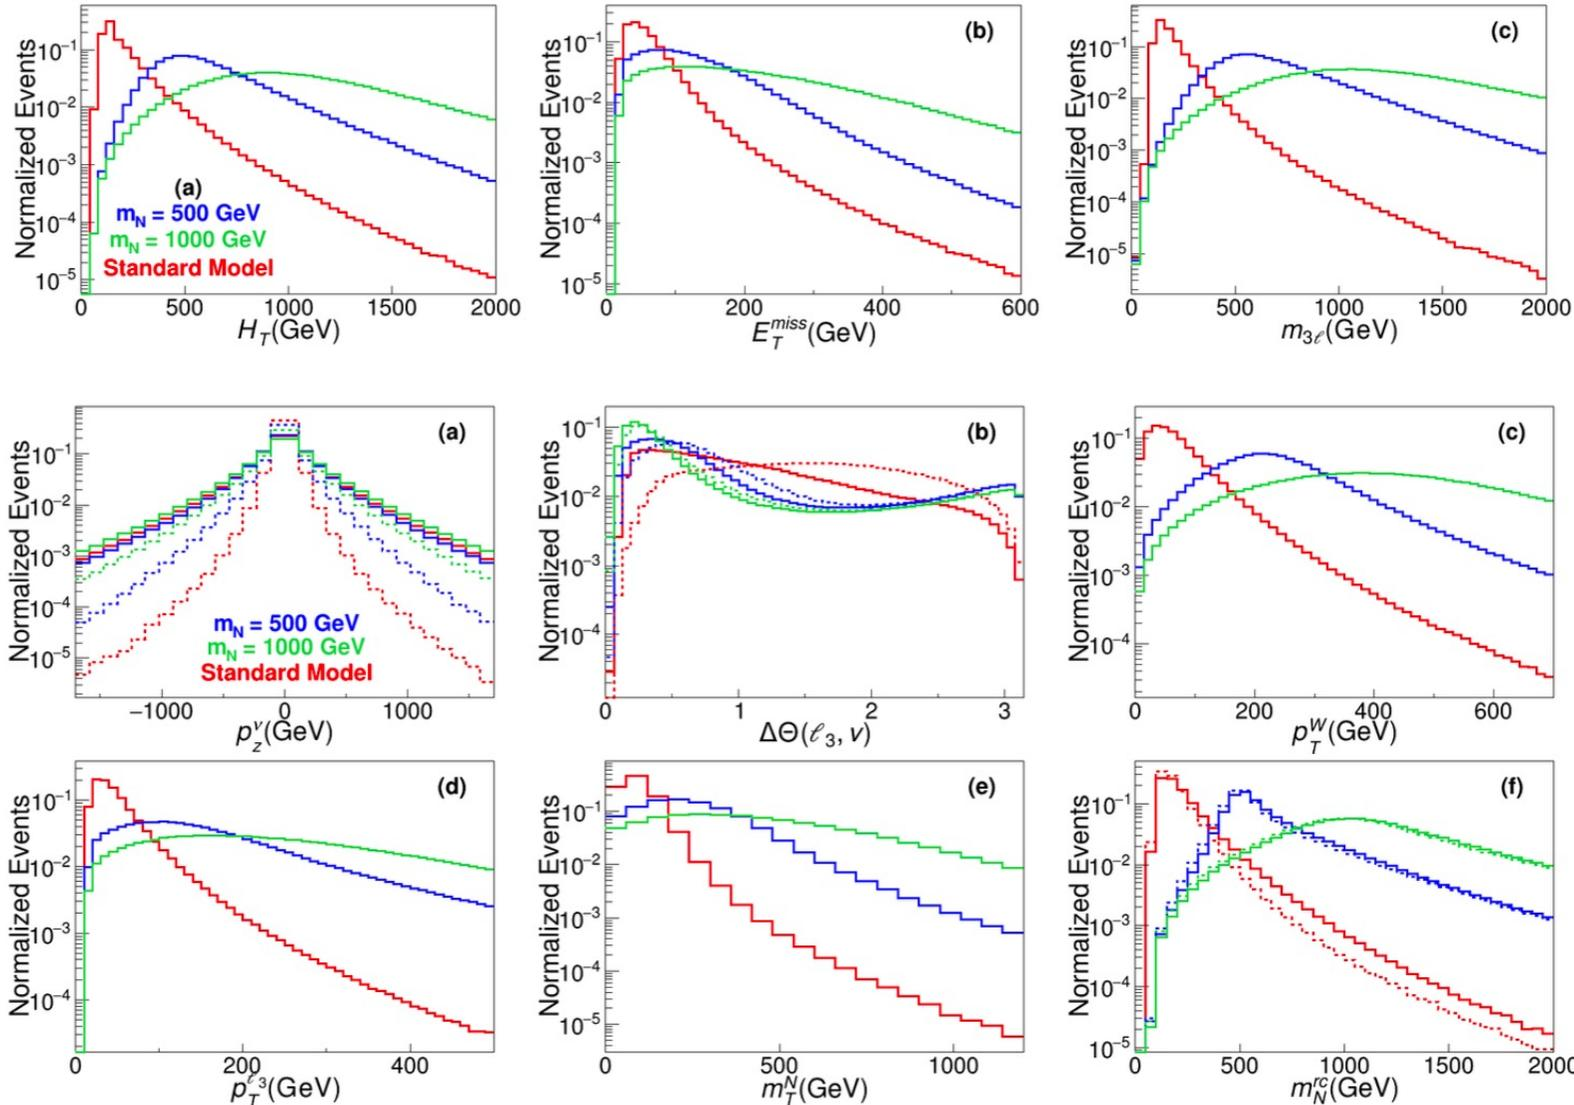 Normalized Events
10⁻¹
10⁻²
10⁻³
10⁻⁴
10⁻⁵
(a)
m_N = 500 GeV
m_N = 1000 GeV
Standard Model
0 500 1000 1500 2000
H_T(GeV)
Normalized Events
10⁻¹
10⁻²
10⁻³
10⁻⁴
10⁻⁵
(b)
0 200 400 600
E_T^miss(GeV)
Normalized Events
10⁻¹
10⁻²
10⁻³
10⁻⁴
10⁻⁵
(c)
0 500 1000 1500 2000
m_3ℓ(GeV)
Normalized Events
10⁻¹
10⁻²
10⁻³
10⁻⁴
10⁻⁵
(a)
m_N = 500 GeV
m_N = 1000 GeV
Standard Model
−1000 0 1000
p_z^ν(GeV)
Normalized Events
10⁻¹
10⁻²
10⁻³
10⁻⁴
(b)
0 1 2 3
ΔΘ(ℓ_3, ν)
Normalized Events
10⁻¹
10⁻²
10⁻³
10⁻⁴
(c)
0 200 400 600
p_T^W(GeV)
Normalized Events
10⁻¹
10⁻²
10⁻³
10⁻⁴
(d)
0 200 400
p_T^ℓ3(GeV)
Normalized Events
10⁻¹
10⁻²
10⁻³
10⁻⁴
10⁻⁵
(e)
0 500 1000
m_T^N(GeV)
Normalized Events
10⁻¹
10⁻²
10⁻³
10⁻⁴
10⁻⁵
(f)
0 500 1000 1500 2000
m_N^rc(GeV)